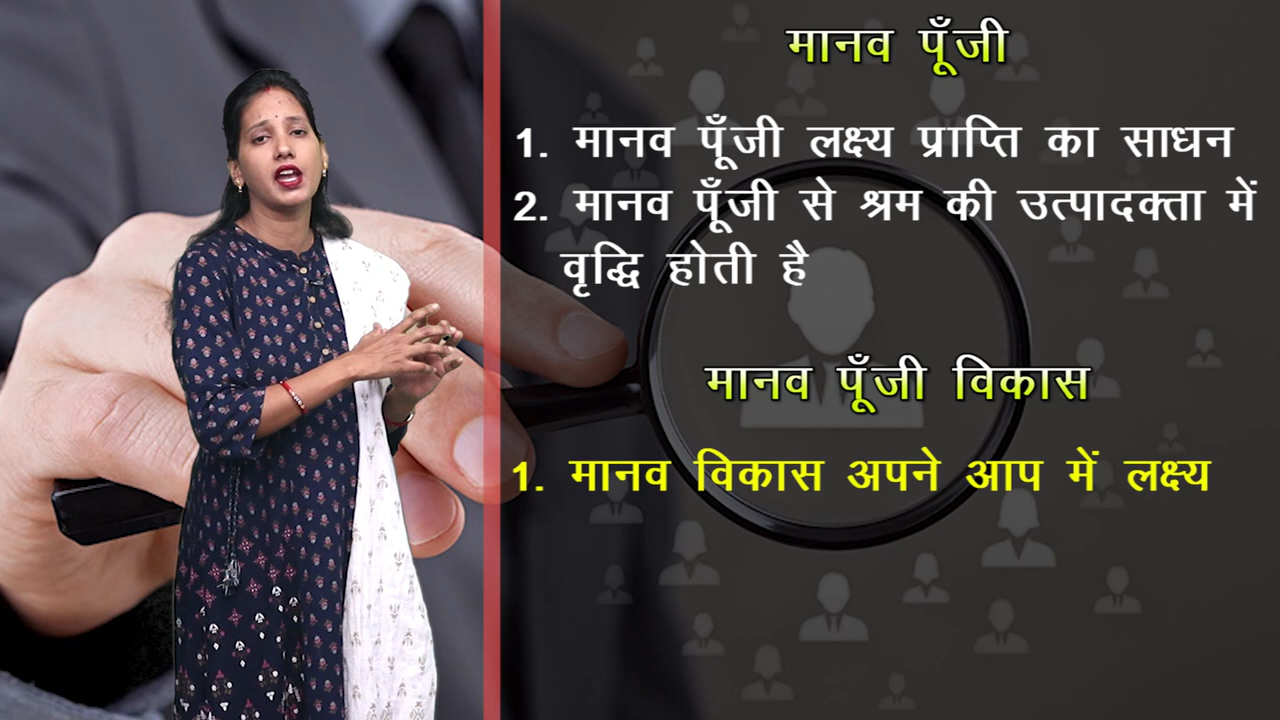 मानव पूँजी
1. मानव पूँजी लक्ष्य प्राप्ति का साधन
2. मानव पूँजी से श्रम की उत्पादक्ता में
वृद्धि होती है
मानव पूँजी विकास
1. मानव विकास अपने आप में लक्ष्य